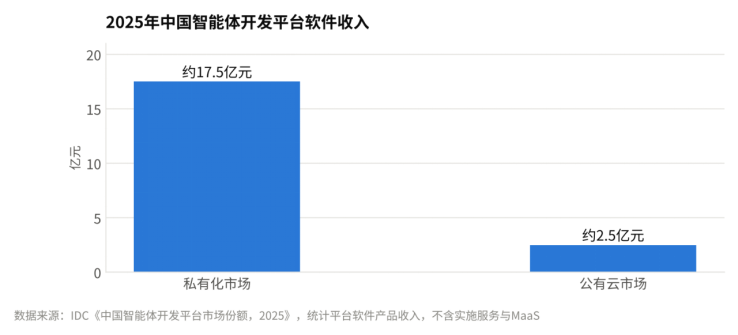 2025年中国智能体开发平台软件收入
亿元
20
15
10
5
0
约17.5亿元
约2.5亿元
私有化市场
公有云市场
数据来源：IDC《中国智能体开发平台市场份额，2025》，统计平台软件产品收入，不含实施服务与MaaS